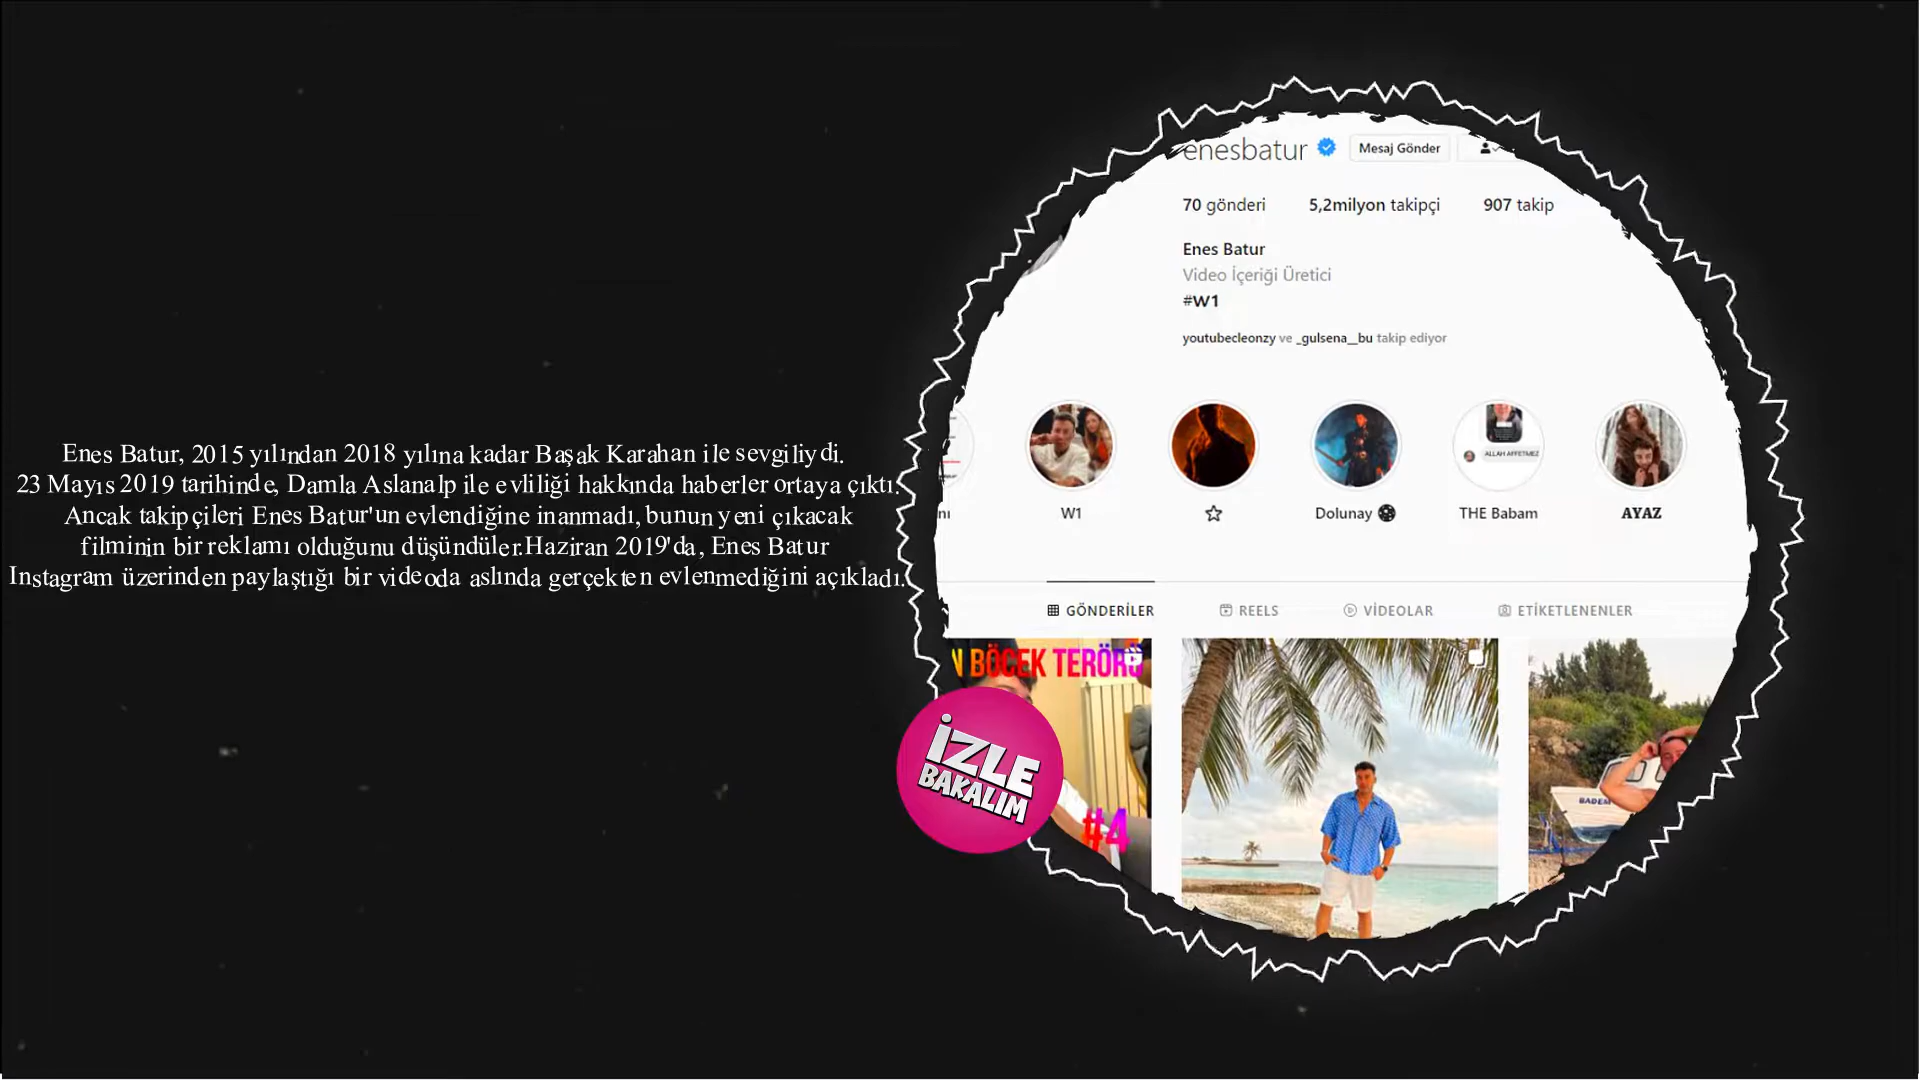 Enes Batur, 2015 yılından 2018 yılına kadar Başak Karahan ile sevgiliydi.
23 Mayıs 2019 tarihinde, Damla Aslanalp ile evliliği hakkında haberler ortaya çıktı.
Ancak takipçileri Enes Batur'un evlendiğine inanmadı, bunun yeni çıkacak
filminin bir reklamı olduğunu düşündüler.Haziran 2019'da, Enes Batur
Instagram üzerinden paylaştığı bir videoda aslında gerçekten evlenmediğini açıkladı.
enesbatur Mesaj Gönder
70 gönderi 5,2milyon takipçi 907 takip
Enes Batur
Video İçeriği Üretici
#W1
youtubecleonzy ve _gulsena__bu takip ediyor
ALLAH AFFETMEZ
W1 Dolunay THE Babam AYAZ
GÖNDERİLER REELS VİDEOLAR ETİKETLENENLER
BÖCEK TERÖRÜ
İZLE
BAKALIM
#4
BADEM